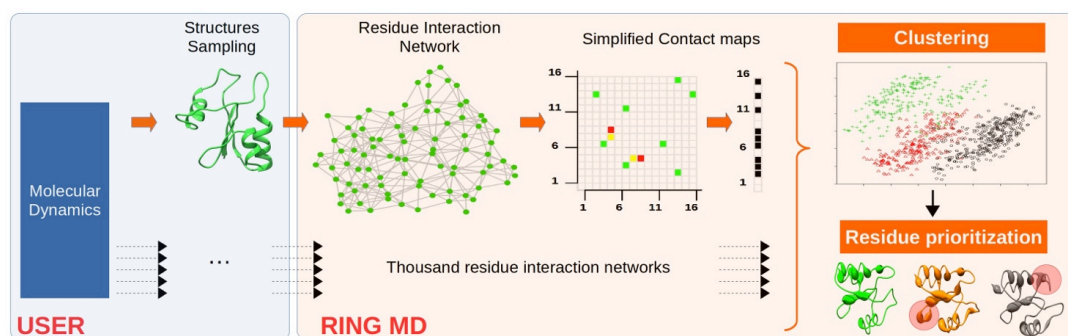 Structures
Sampling
Residue Interaction
Network
Simplified Contact maps
Clustering
Molecular
Dynamics
16
11
6
1
1
6
11
16
16
11
6
1
Residue prioritization
...
Thousand residue interaction networks
USER
RING MD